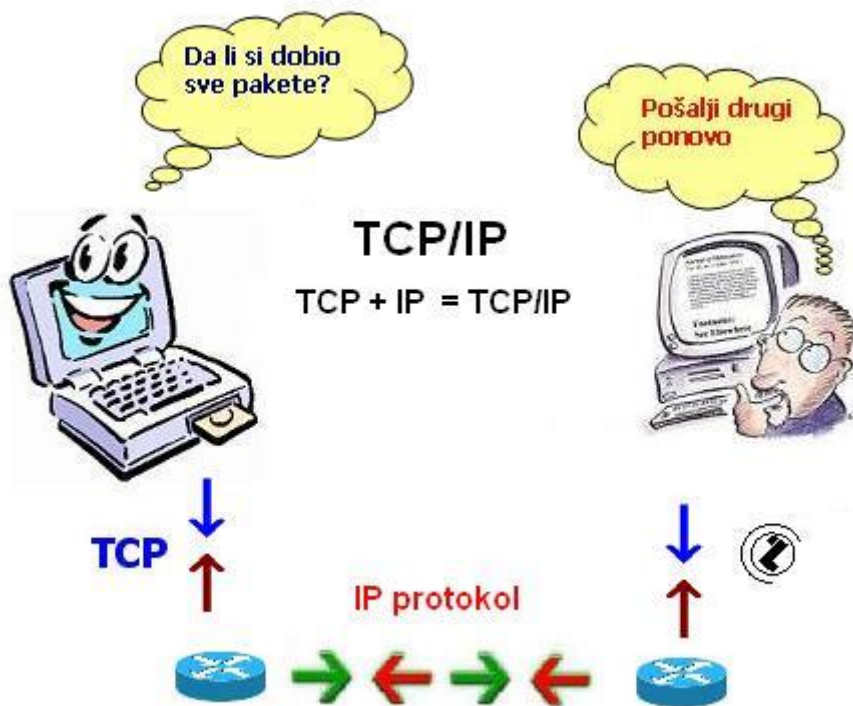 Da li si dobio
sve pakete?
Pošalji drugi
ponovo
TCP/IP
TCP + IP = TCP/IP
TCP
IP protokol